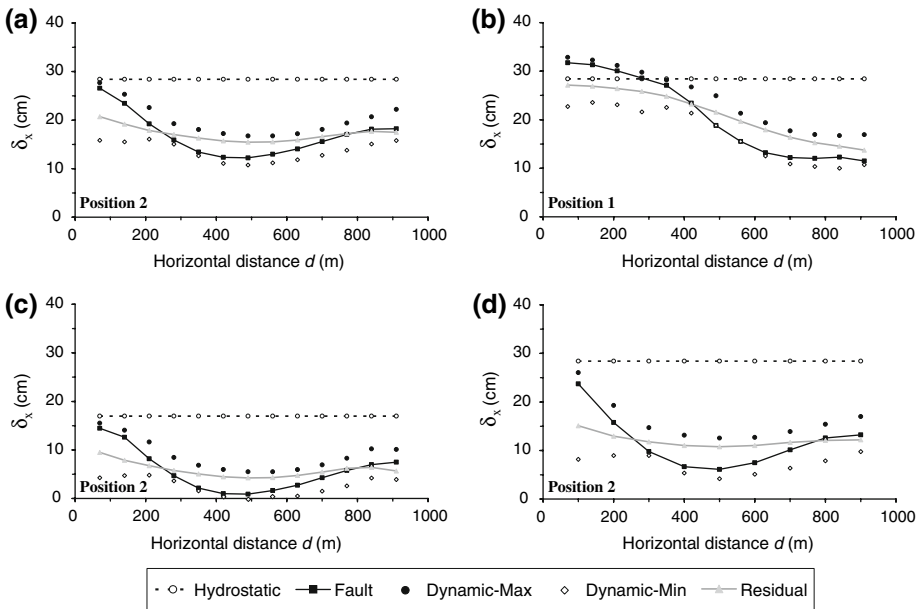 (a)
40
30
20
10
0
δx (cm)
Position 2
0 200 400 600 800 1000
Horizontal distance d (m)
(b)
40
30
20
10
0
δx (cm)
Position 1
0 200 400 600 800 1000
Horizontal distance d (m)
(c)
40
30
20
10
0
δx (cm)
Position 2
0 200 400 600 800 1000
Horizontal distance d (m)
(d)
40
30
20
10
0
δx (cm)
Position 2
0 200 400 600 800 1000
Horizontal distance d (m)
Hydrostatic Fault Dynamic-Max Dynamic-Min Residual